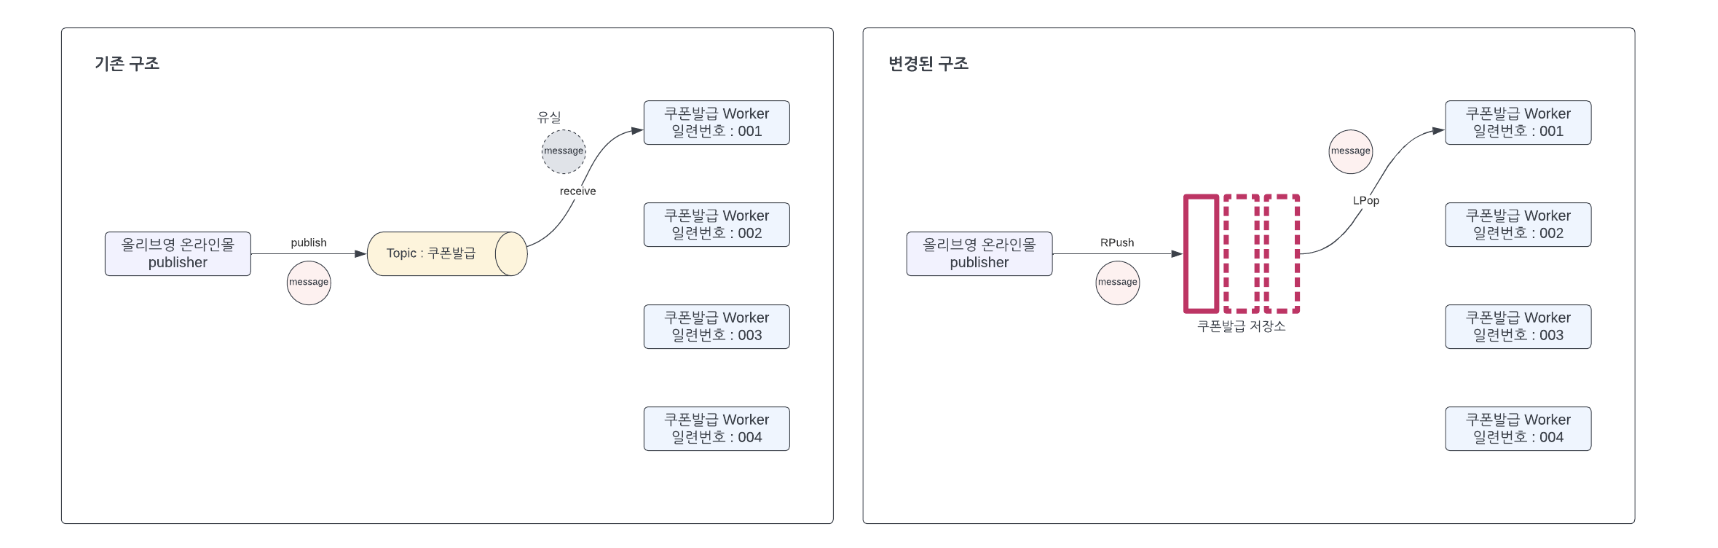 기존 구조
유실
message
receive
올리브영 온라인몰
publisher
publish
message
Topic : 쿠폰발급
쿠폰발급 Worker
일련번호 : 001
쿠폰발급 Worker
일련번호 : 002
쿠폰발급 Worker
일련번호 : 003
쿠폰발급 Worker
일련번호 : 004
변경된 구조
message
LPop
올리브영 온라인몰
publisher
RPush
message
쿠폰발급 저장소
쿠폰발급 Worker
일련번호 : 001
쿠폰발급 Worker
일련번호 : 002
쿠폰발급 Worker
일련번호 : 003
쿠폰발급 Worker
일련번호 : 004